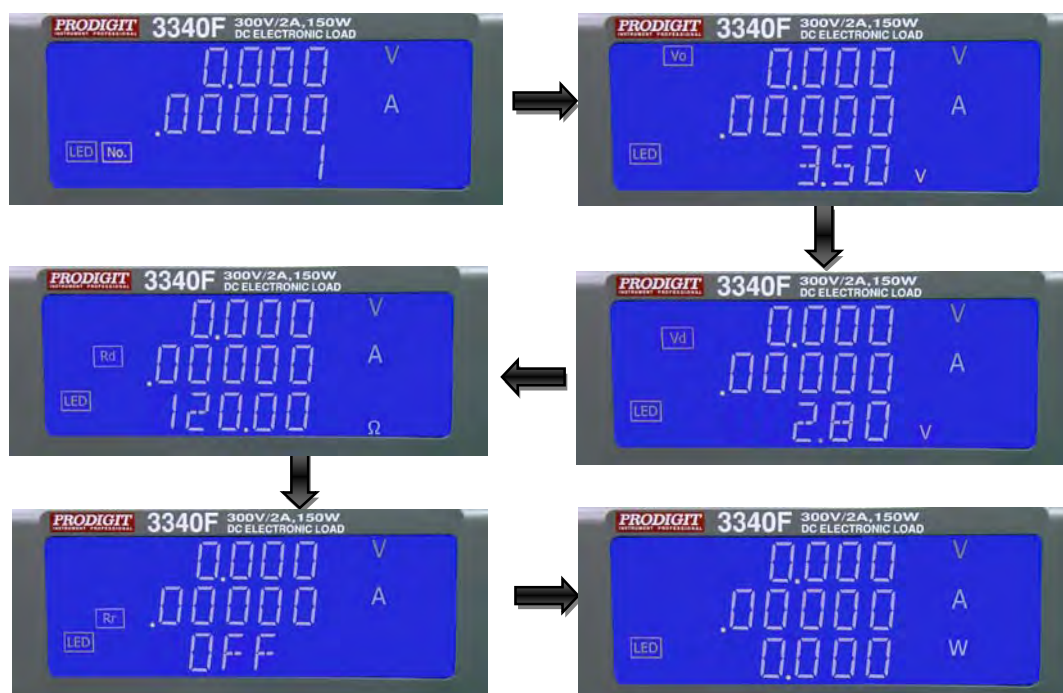 PRODIGIT 3340F 300V/2A,150W
INSTRUMENT PROFESSIONAL DC ELECTRONIC LOAD
0.000 V
.00000 A
LED No. 1
PRODIGIT 3340F 300V/2A,150W
INSTRUMENT PROFESSIONAL DC ELECTRONIC LOAD
Vo 0.000 V
.00000 A
LED 3.50 V
PRODIGIT 3340F 300V/2A,150W
INSTRUMENT PROFESSIONAL DC ELECTRONIC LOAD
Vd 0.000 V
.00000 A
LED 2.80 V
PRODIGIT 3340F 300V/2A,150W
INSTRUMENT PROFESSIONAL DC ELECTRONIC LOAD
0.000 V
Rd .00000 A
LED 120.00 Ω
PRODIGIT 3340F 300V/2A,150W
INSTRUMENT PROFESSIONAL DC ELECTRONIC LOAD
0.000 V
Rr .00000 A
LED OFF
PRODIGIT 3340F 300V/2A,150W
INSTRUMENT PROFESSIONAL DC ELECTRONIC LOAD
0.000 V
.00000 A
LED 0.000 W